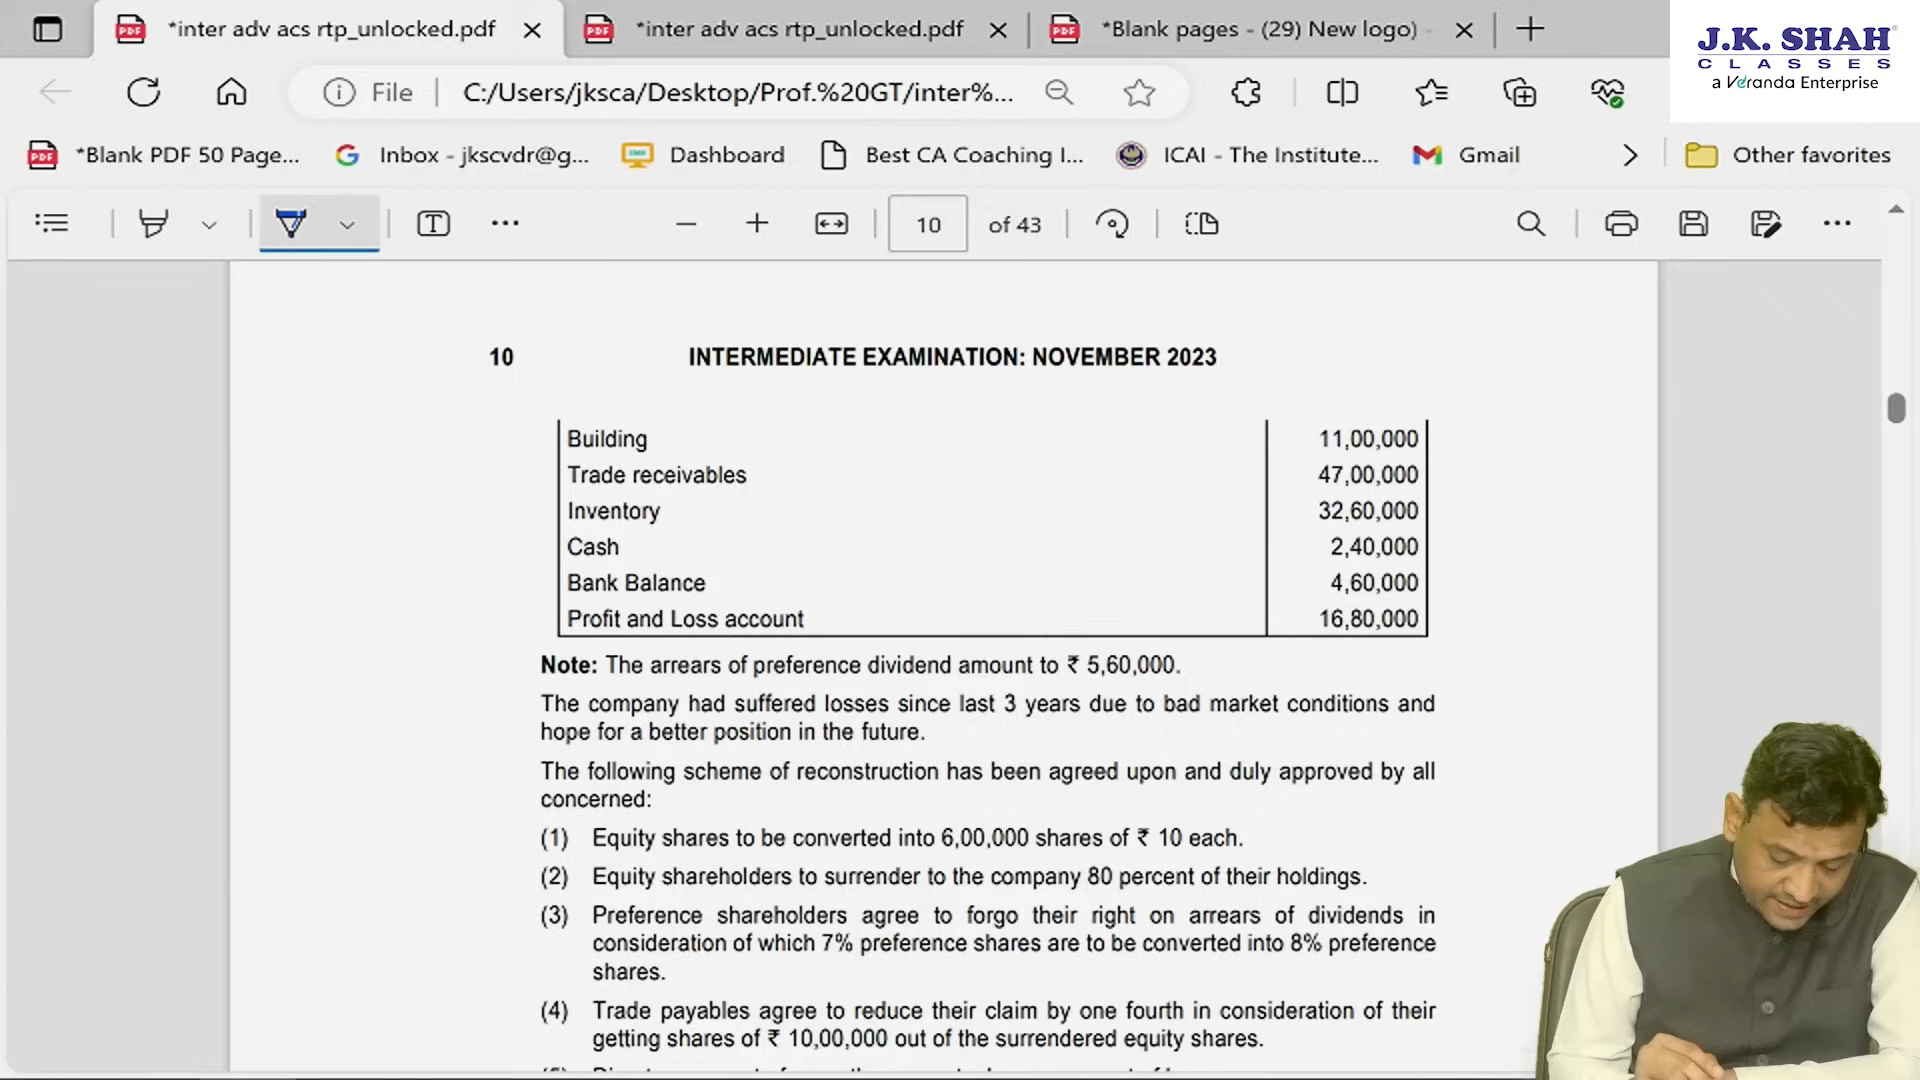 *inter adv acs rtp_unlocked.pdf
*inter adv acs rtp_unlocked.pdf
*Blank pages - (29) New logo) -
J.K. SHAH
CLASSES
a Veranda Enterprise
File
C:/Users/jksca/Desktop/Prof.%20GT/inter%...
*Blank PDF 50 Page...
Inbox - jkscvdr@g...
Dashboard
Best CA Coaching I...
ICAI - The Institute...
Gmail
Other favorites
10 of 43
10 INTERMEDIATE EXAMINATION: NOVEMBER 2023
Building 11,00,000
Trade receivables 47,00,000
Inventory 32,60,000
Cash 2,40,000
Bank Balance 4,60,000
Profit and Loss account 16,80,000
Note: The arrears of preference dividend amount to ₹ 5,60,000.
The company had suffered losses since last 3 years due to bad market conditions and
hope for a better position in the future.
The following scheme of reconstruction has been agreed upon and duly approved by all
concerned:
(1) Equity shares to be converted into 6,00,000 shares of ₹ 10 each.
(2) Equity shareholders to surrender to the company 80 percent of their holdings.
(3) Preference shareholders agree to forgo their right on arrears of dividends in
consideration of which 7% preference shares are to be converted into 8% preference
shares.
(4) Trade payables agree to reduce their claim by one fourth in consideration of their
getting shares of ₹ 10,00,000 out of the surrendered equity shares.